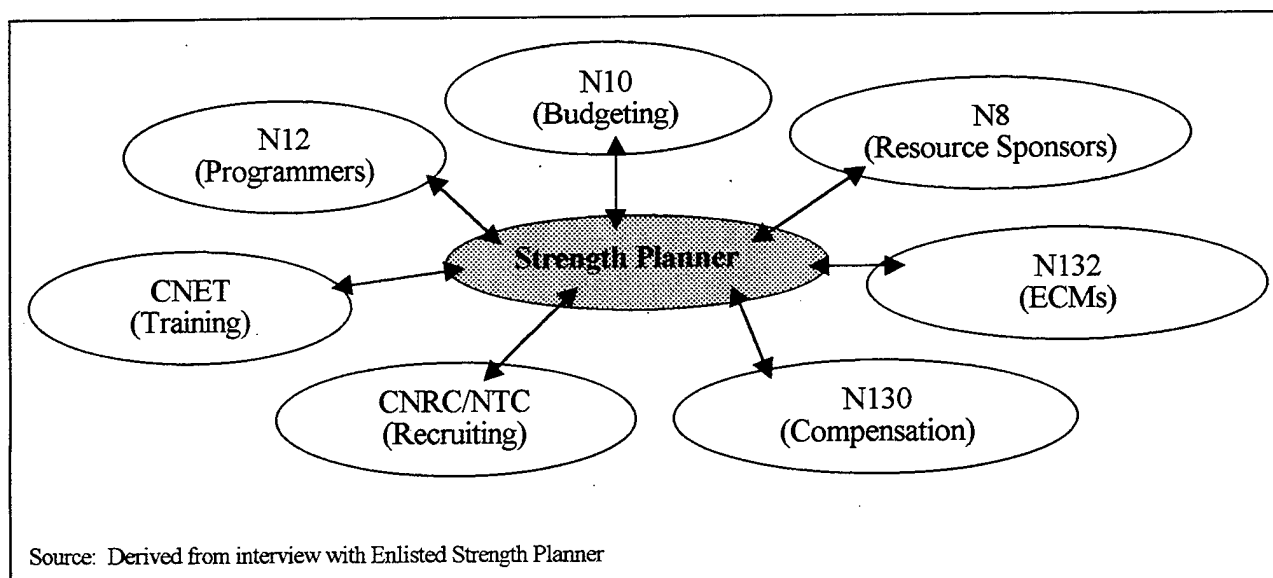 N10
(Budgeting)
N12
(Programmers)
N8
(Resource Sponsors)
Strength Planner
CNET
(Training)
N132
(ECMs)
CNRC/NTC
(Recruiting)
N130
(Compensation)
Source: Derived from interview with Enlisted Strength Planner